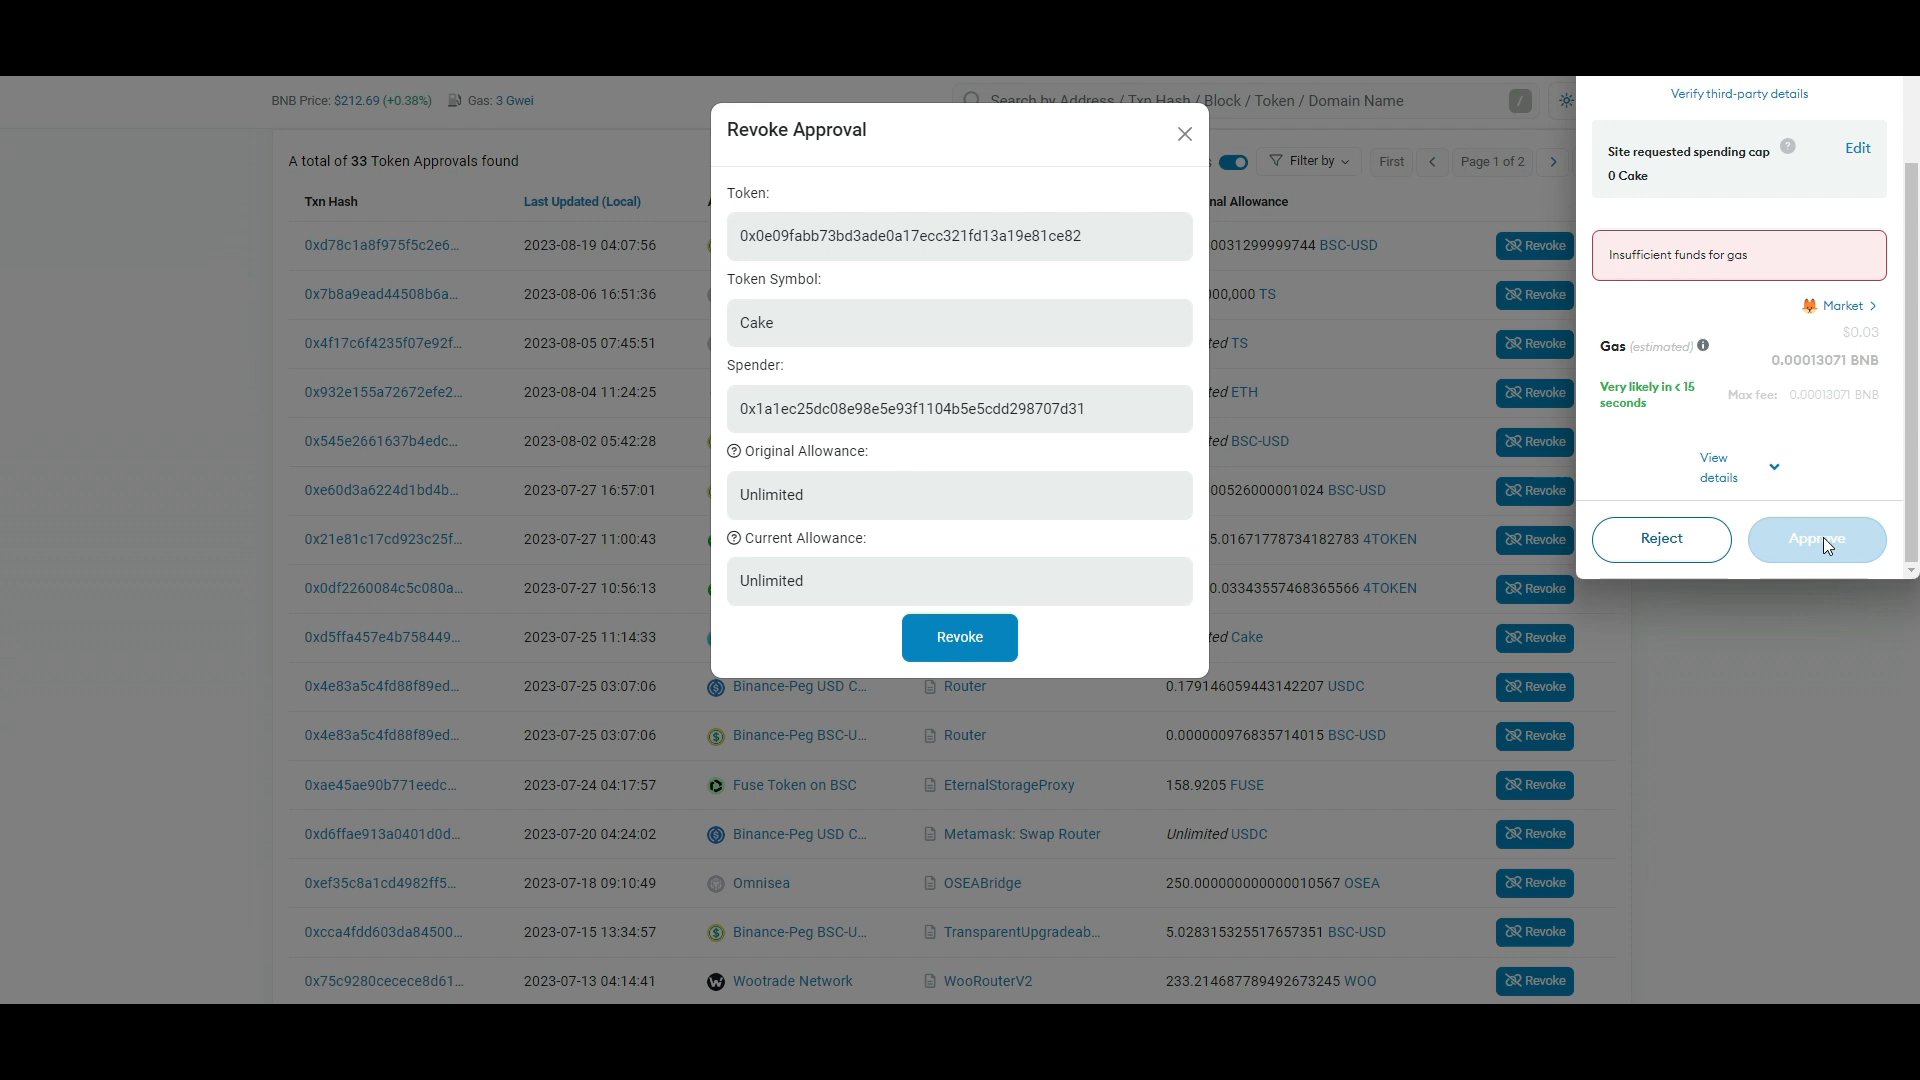 BNB Price: $212.69 (+0.38%) Gas: 3 Gwei
Search by Address / Txn Hash / Block / Token / Domain Name /
A total of 33 Token Approvals found
Filter by First Page 1 of 2
Txn Hash Last Updated (Local) Allowance
0xd78c1a8f975f5c2e6... 2023-08-19 04:07:56 0031299999744 BSC-USD Revoke
0x7b8a9ead44508b6a... 2023-08-06 16:51:36 000,000 TS Revoke
0x4f17c6f4235f07e92f... 2023-08-05 07:45:51 TS Revoke
0x932e155a72672efe2... 2023-08-04 11:24:25 ETH Revoke
0x545e2661637b4edc... 2023-08-02 05:42:28 BSC-USD Revoke
0xe60d3a6224d1bd4b... 2023-07-27 16:57:01 00526000001024 BSC-USD Revoke
0x21e81c17cd923c25f... 2023-07-27 11:00:43 5.01671778734182783 4TOKEN Revoke
0x0df2260084c5c080a... 2023-07-27 10:56:13 0.03343557468365566 4TOKEN Revoke
0xd5ffa457e4b758449... 2023-07-25 11:14:33 Cake Revoke
0x4e83a5c4fd88f89ed... 2023-07-25 03:07:06 Binance-Peg USD C... Router 0.179146059443142207 USDC Revoke
0x4e83a5c4fd88f89ed... 2023-07-25 03:07:06 Binance-Peg BSC-U... Router 0.000000976835714015 BSC-USD Revoke
0xae45ae90b771eedc... 2023-07-24 04:17:57 Fuse Token on BSC EternalStorageProxy 158.9205 FUSE Revoke
0xd6ffae913a0401d0d... 2023-07-20 04:24:02 Binance-Peg USD C... Metamask: Swap Router Unlimited USDC Revoke
0xef35c8a1cd4982ff5... 2023-07-18 09:10:49 Omnisea OSEABridge 250.000000000000010567 OSEA Revoke
0xcca4fdd603da84500... 2023-07-15 13:34:57 Binance-Peg BSC-U... TransparentUpgradeab... 5.028315325517657351 BSC-USD Revoke
0x75c9280cecece8d61... 2023-07-13 04:14:41 Wootrade Network WooRouterV2 233.214687789492673245 WOO Revoke
Revoke Approval
Token:
0x0e09fabb73bd3ade0a17ecc321fd13a19e81ce82
Token Symbol:
Cake
Spender:
0x1a1ec25dc08e98e5e93f1104b5e5cdd298707d31
Original Allowance:
Unlimited
Current Allowance:
Unlimited
Revoke
Verify third-party details
Site requested spending cap Edit
0 Cake
Insufficient funds for gas
Market >
$0.03
Gas (estimated) 0.00013071 BNB
Very likely in < 15
seconds
Max fee: 0.00013071 BNB
View
details
Reject Approve